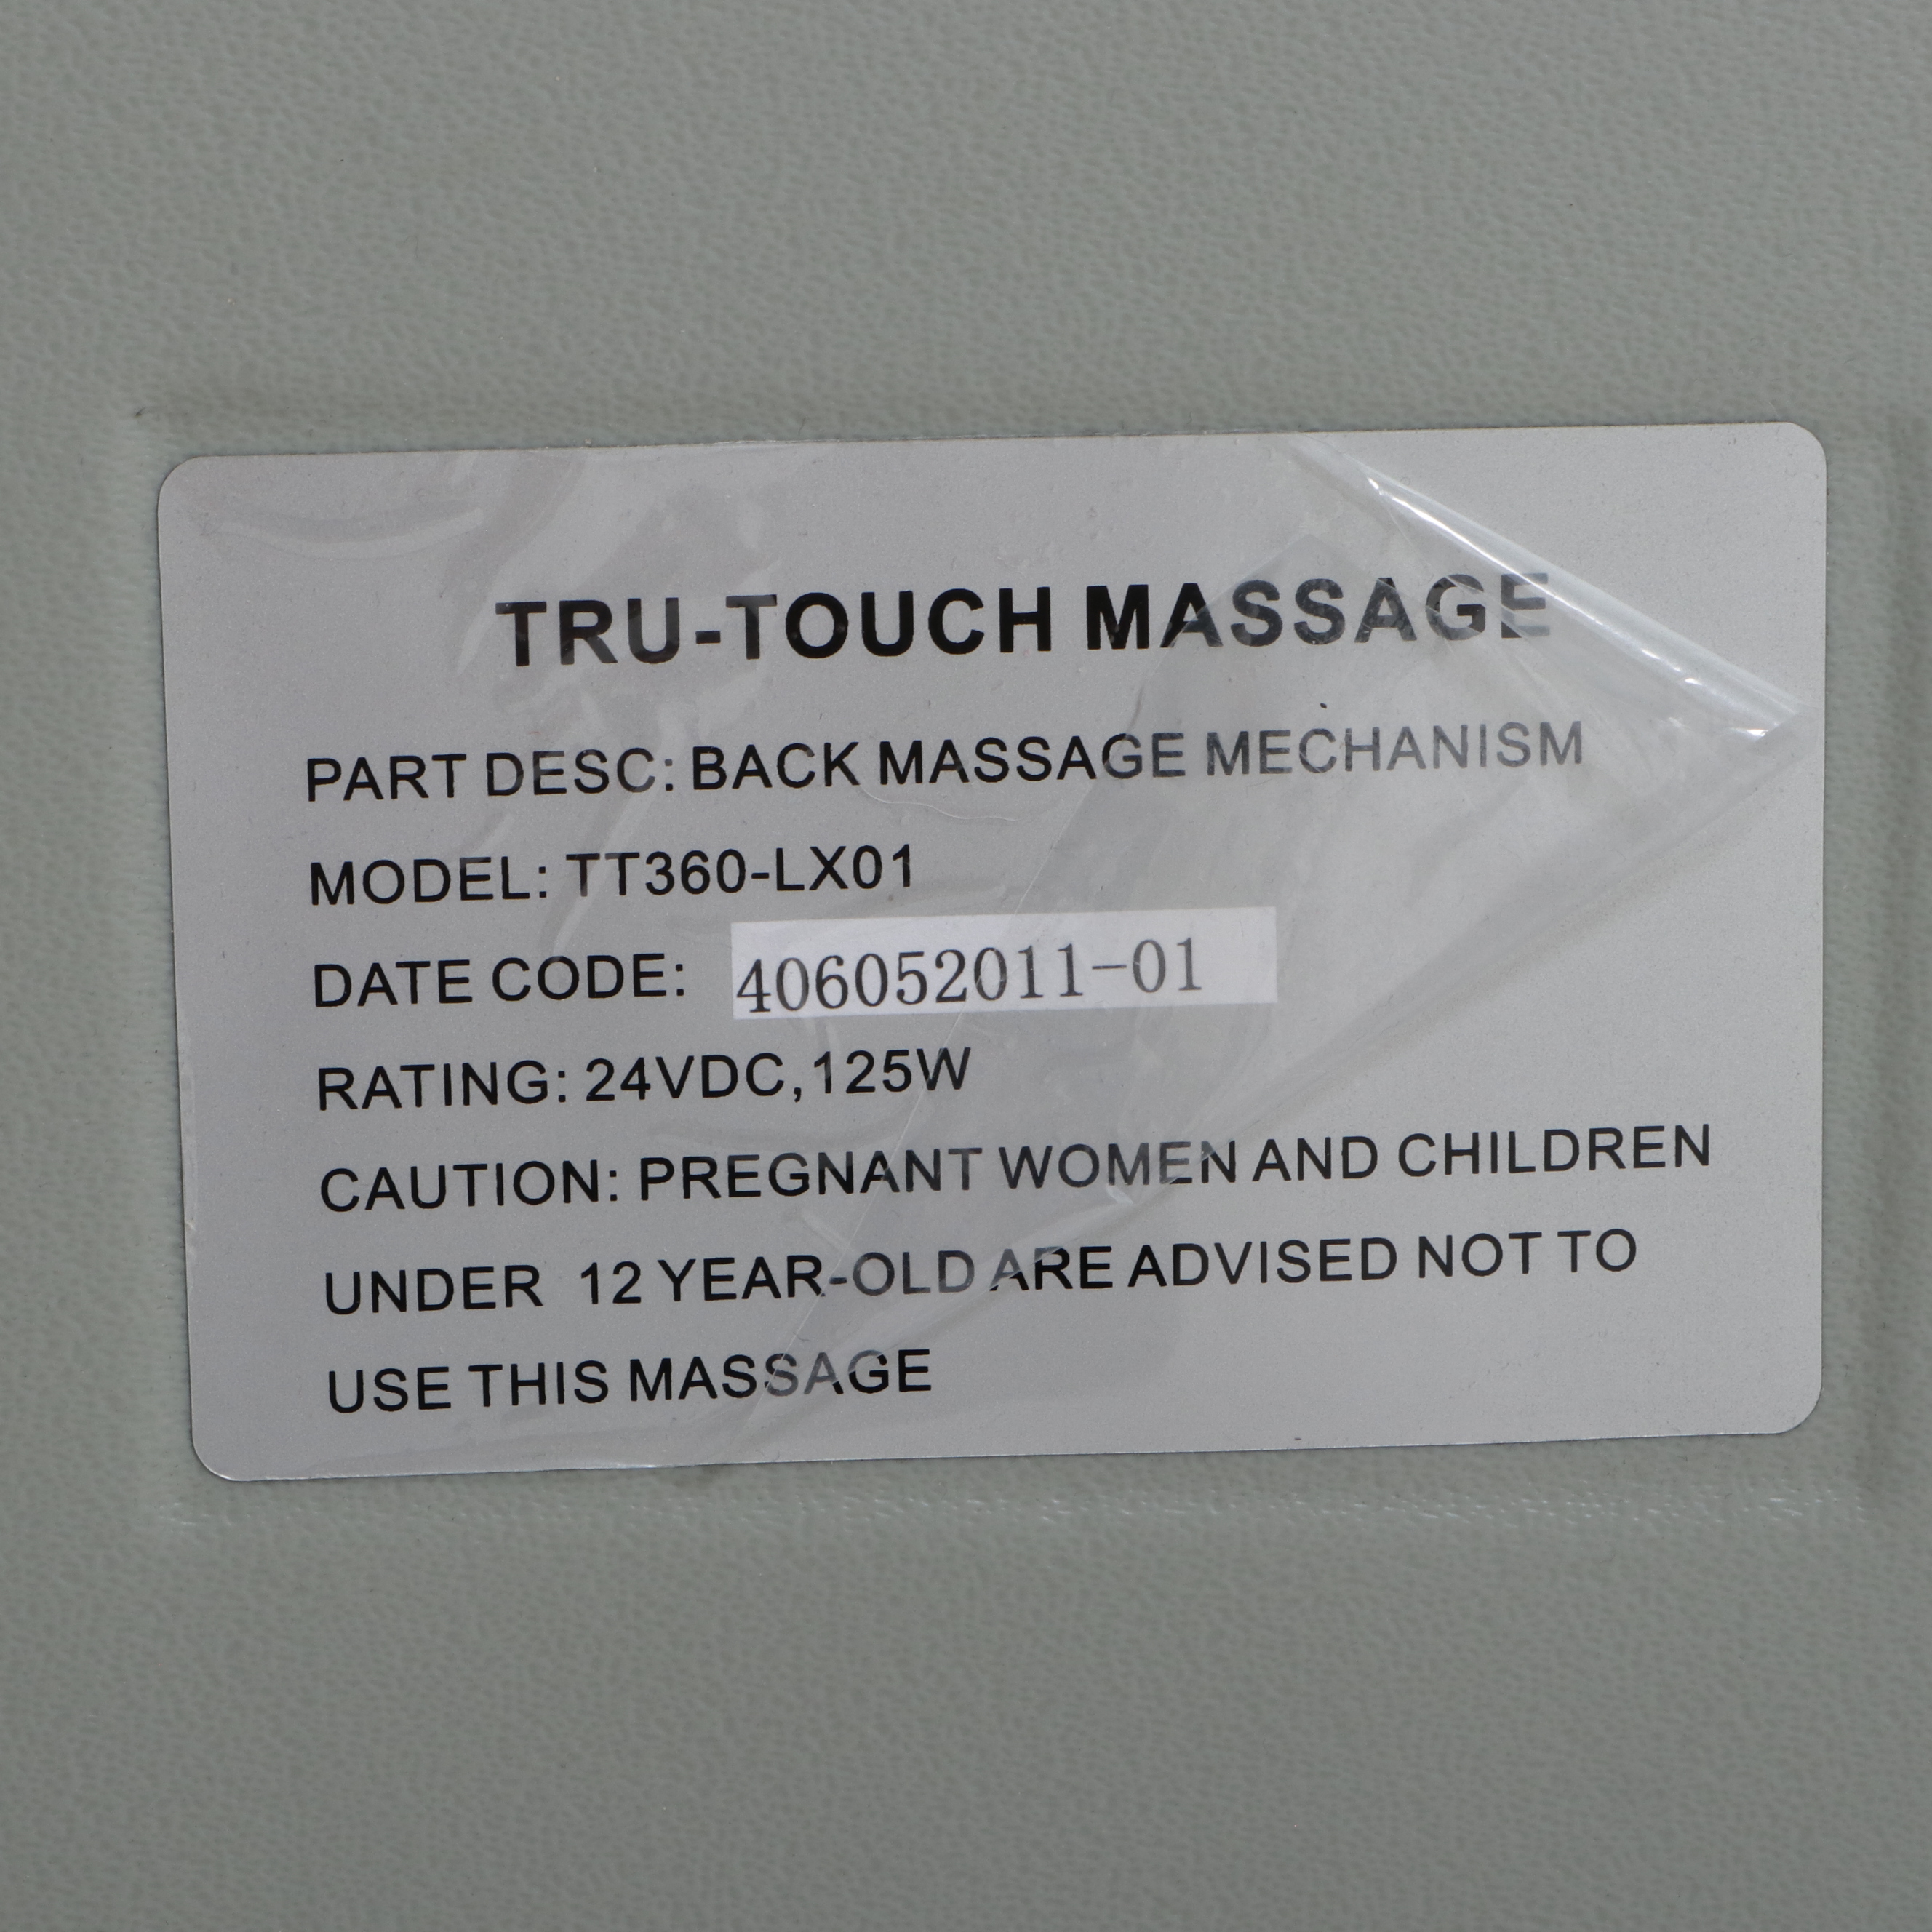 TRU-TOUCH MASSAGE
PART DESC: BACK MASSAGE MECHANISM
MODEL: TT360-LX01
DATE CODE: 406052011-01
RATING: 24VDC,125W
CAUTION: PREGNANT WOMEN AND CHILDREN
UNDER 12 YEAR-OLD ARE ADVISED NOT TO
USE THIS MASSAGE